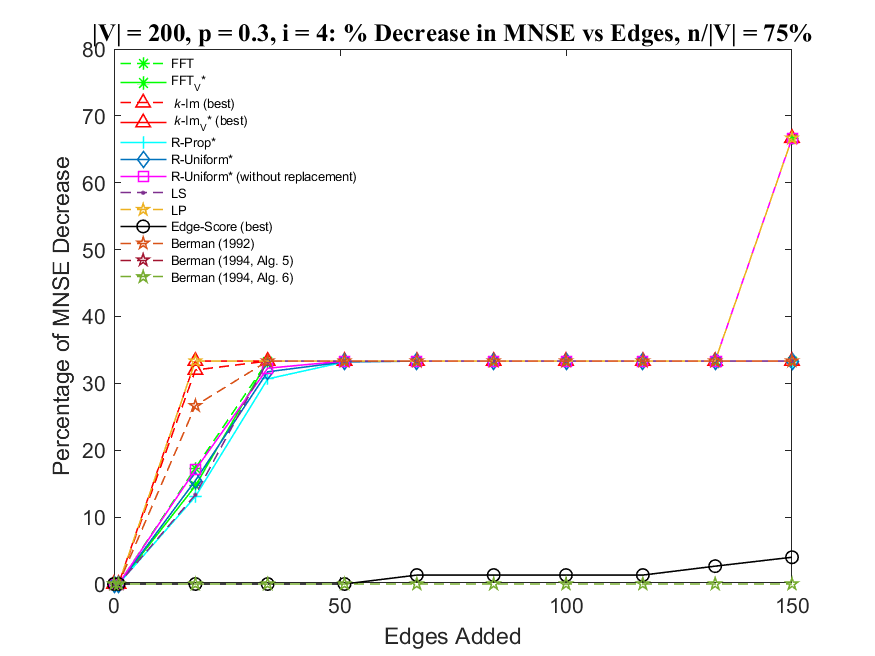 |V| = 200, p = 0.3, i = 4: % Decrease in MNSE vs Edges, n/|V| = 75%
80
70
60
50
40
30
20
10
0
Percentage of MNSE Decrease
FFT
FFT_V*
k-lm (best)
k-lm_V* (best)
R-Prop*
R-Uniform*
R-Uniform* (without replacement)
LS
LP
Edge-Score (best)
Berman (1992)
Berman (1994, Alg. 5)
Berman (1994, Alg. 6)
0 50 100 150
Edges Added